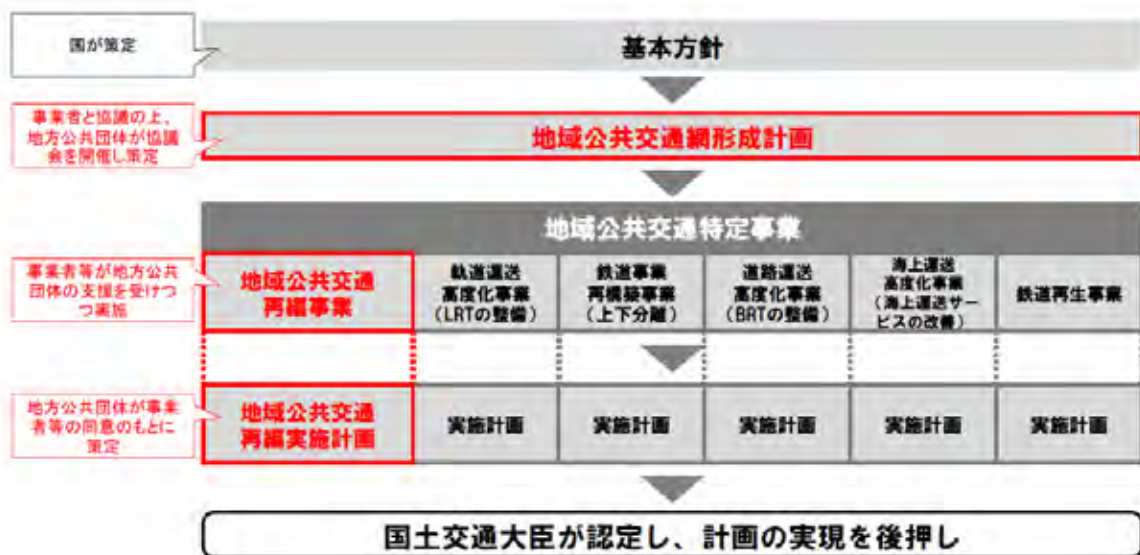 国が策定
基本方針
事業者と協議の上、
地方公共団体が協議
会を開催し策定
地域公共交通網形成計画
地域公共交通特定事業
事業者等が地方公共
団体の支援を受けつ
つ実施
地域公共交通
再編事業
軌道運送
高度化事業
(LRTの整備)
鉄道事業
再構築事業
(上下分離)
道路運送
高度化事業
(BRTの整備)
海上運送
高度化事業
(海上運送サー
ビスの改善)
鉄道再生事業
地方公共団体が事業
者等の同意のもとに
策定
地域公共交通
再編実施計画
実施計画
実施計画
実施計画
実施計画
実施計画
国土交通大臣が認定し、計画の実現を後押し